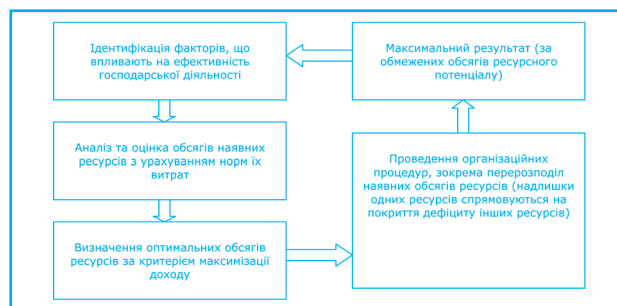 Ідентифікація факторів, що
впливають на ефективність
господарської діяльності
Аналіз та оцінка обсягів наявних
ресурсів з урахуванням норм їх
витрат
Визначення оптимальних обсягів
ресурсів за критерієм максимізації
доходу
Проведення організаційних
процедур, зокрема перерозподіл
наявних обсягів ресурсів (надлишки
одних ресурсів спрямовуються на
покриття дефіциту інших ресурсів)
Максимальний результат (за
обмежених обсягів ресурсного
потенціалу)